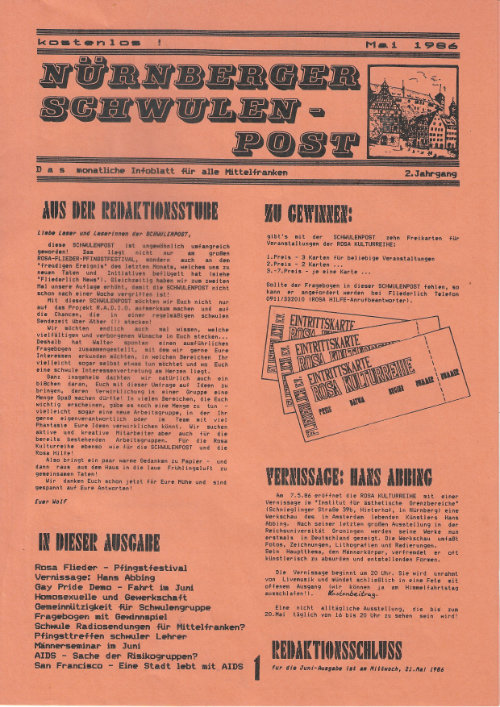 kostenlos !
Mai 1986
NÜRNBERGER
SCHWULEN-
POST
Das monatliche Infoblatt für alle Mittelfranken
2.Jahrgang
AUS DER REDAKTIONSSTUBE
Liebe Leser und Leserinnen der SCHWULENPOST,
diese SCHWULENPOST ist ungewöhnlich umfangreich
geworden! Das liegt nicht nur am großen
ROSA-FLIEDER-PFINGSTFESTIVAL, sondern auch an dem
"freudigen Ereignis" des letzten Monats, welches uns zu
neuen Taten und Initiativen beflügelt hat (siehe
"Fliederlich News"). Gleichzeitig haben wir zum zweiten
Mal unsere Auflage erhöht, damit die SCHWULENPOST nicht
schon nach einer Woche vergriffen ist!
Mit dieser SCHWULENPOST möchten wir Euch nicht nur
auf das Projekt R.A.D.I.O. aufmerksam machen und auf
die Chancen, die in einer regelmäßigen schwulen
Sendezeit über Äther (!) stecken!
Wir möchten endlich auch mal wissen, welche
vielfältigen und verborgenen Wünsche in Euch stecken...
Deshalb hat Walter spontan einen ausführlichen
Fragebogen zusammengestellt, mit dem wir gerne Eure
Interessen erkunden möchten, in welchen Bereichen Ihr
vielleicht sogar selbst etwas tun möchtet und wo Euch
eine schwule Interessenvertretung am Herzen liegt.
Ganz insgeheim dachten wir natürlich auch ein
bißchen daran, Euch mit dieser Umfrage auf Ideen zu
bringen, deren Verwirklichung in einer Gruppe eine
Menge Spaß machen dürfte! In vielen Bereichen, die Euch
wichtig erscheinen, gäbe es noch eine Menge zu tun -
vielleicht sogar eine neue Arbeitsgruppe, in der Ihr
gerne eigenverantwortlich oder im Team mit viel
Phantasie Eure Ideen verwirklichen könnt. Wir suchen
aktive und kreative Mitarbeiter aber auch für die
bereits bestehenden Arbeitsgruppen. Für die Rosa
Kulturreihe ebenso wie für die SCHWULENPOST und die
Rosa Hilfe!
Also bringt ein paar warme Gedanken zu Papier - und
dann raus aus dem Haus in die laue Frühlingsluft zu
gemeinsamen Taten!
Wir danken Euch schon jetzt für Eure Mühe und sind
gespannt auf Eure Antworten!
Euer Wolf
IN DIESER AUSGABE
Rosa Flieder - Pfingstfestival
Vernissage: Hans Abbing
Gay Pride Demo - Fahrt im Juni
Homosexuelle und Gewerkschaft
Gemeinnützigkeit für Schwulengruppe
Fragebogen mit Gewinnspiel
Schwule Radiosendungen für Mittelfranken?
Pfingsttreffen schwuler Lehrer
Männerseminar im Juni
AIDS - Sache der Risikogruppen?
San Francisco - Eine Stadt lebt mit AIDS
1
ZU GEWINNEN:
gibt's mit der SCHWULENPOST zehn Freikarten für
Veranstaltungen der ROSA KULTURREIHE:
1.Preis - 3 Karten für beliebige Veranstaltungen
2.Preis - 2 Karten ...
3.-7.Preis - je eine Karte ...
Sollte der Fragebogen in dieser SCHWULENPOST fehlen, so
kann er angefordert werden bei Fliederlich Telefon
0911/332010 (ROSA HILFE-Anrufbeantworter).
EINTRITTSKARTE
ROSA KULTURREIHE
EINTRITTSKARTE
ROSA KULTURREIHE
EINTRITTSKARTE
ROSA KULTURREIHE
PREIS DATUM BEGINN
VERNISSAGE: HANS ABBING
Am 7.5.86 eröffnet die ROSA KULTURREIHE mit einer
Vernissage im "Institut für ästhetische Grenzbereiche"
(Schnieglinger Straße 396, Hinterhof, in Nürnberg) eine
Werkschau des in Amsterdam lebenden Künstlers Hans
Abbing. Nach seiner letzten großen Ausstellung in der
Reichsuniversität Groningen werden seine Werke nun
erstmals in Deutschland gezeigt. Die Werkschau umfaßt
Fotos, Zeichnungen, Lithografien und Radierungen.
Sein Hauptthema, den Männerkörper, verfremdet er oft
künstlerisch zu absurden und entstellenden Formen.
Die Vernissage beginnt um 20 Uhr. Sie wird umrahmt
von Livemusik und mündet schließlich in eine Fete mit
offenem Ausgang (wir können ja am Himmelfahrtstag
ausschlafen!). Kostenbeitrag.
Eine nicht alltägliche Ausstellung, die bis zum
20.Mai täglich von 16 bis 20 Uhr zu sehen sein wird!
REDAKTIONSSCHLUSS
für die Juni-Ausgabe ist am Mittwoch, 21.Mai 1986